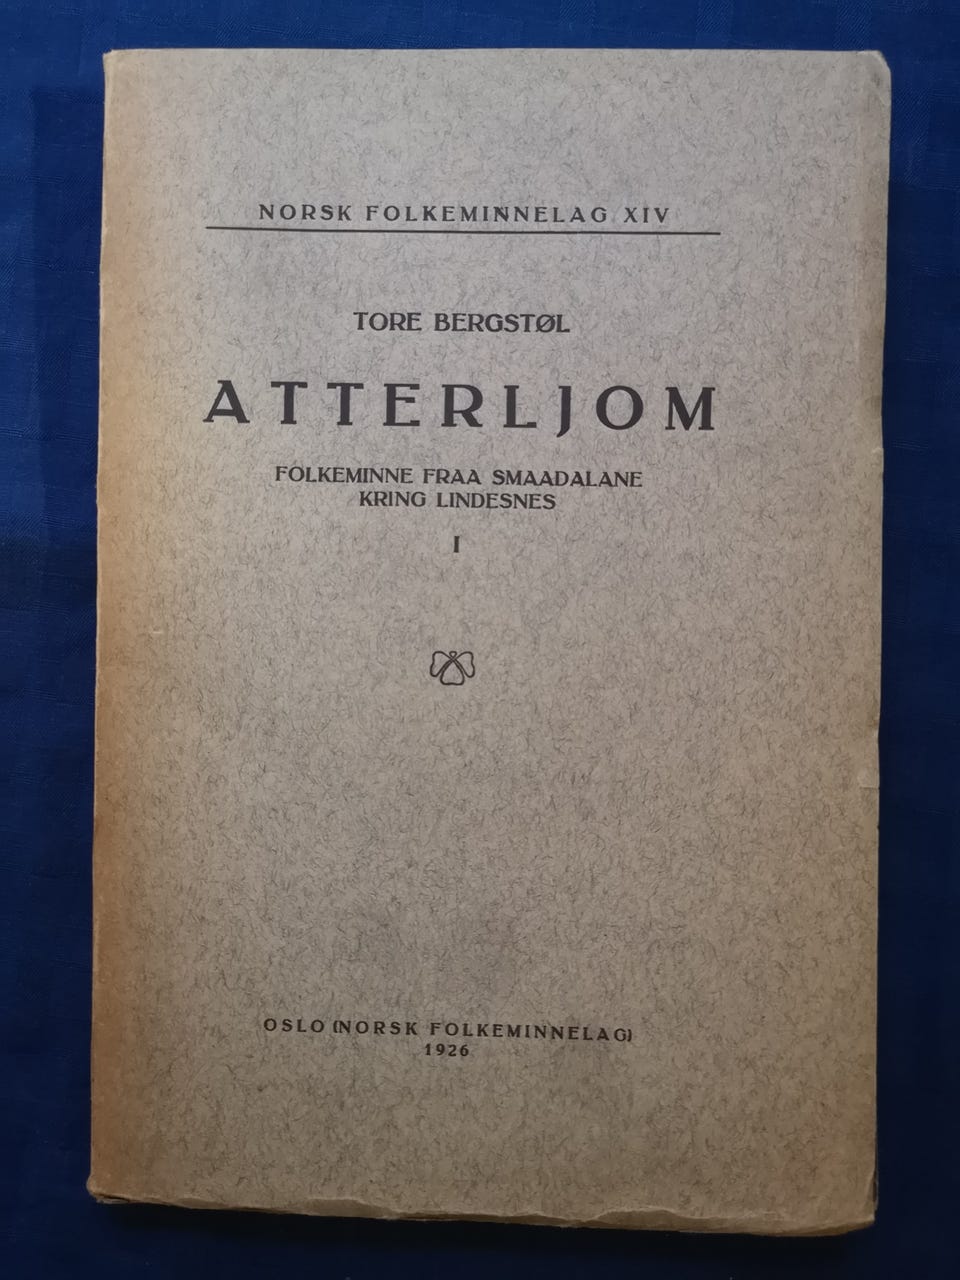 NORSK FOLKEMINNELAG XIV
TORE BERGSTØL
ATTERLJOM
FOLKEMINNE FRAA SMAADALANE
KRING LINDESNES
I
OSLO (NORSK FOLKEMINNELAG)
1926